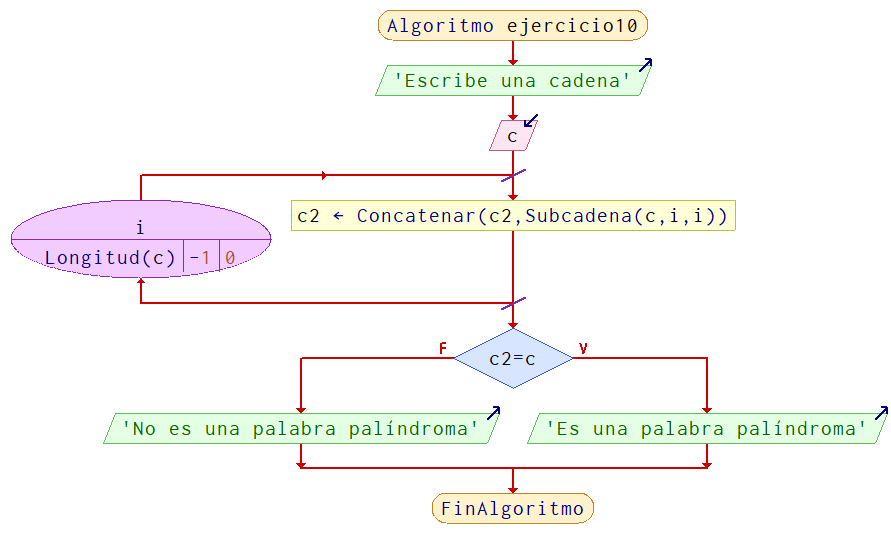 Algoritmo ejercicio10
'Escribe una cadena'
c
c2 ← Concatenar(c2,Subcadena(c,i,i))
i
Longitud(c) -1 0
c2=c
F
V
'No es una palabra palíndroma'
'Es una palabra palíndroma'
FinAlgoritmo